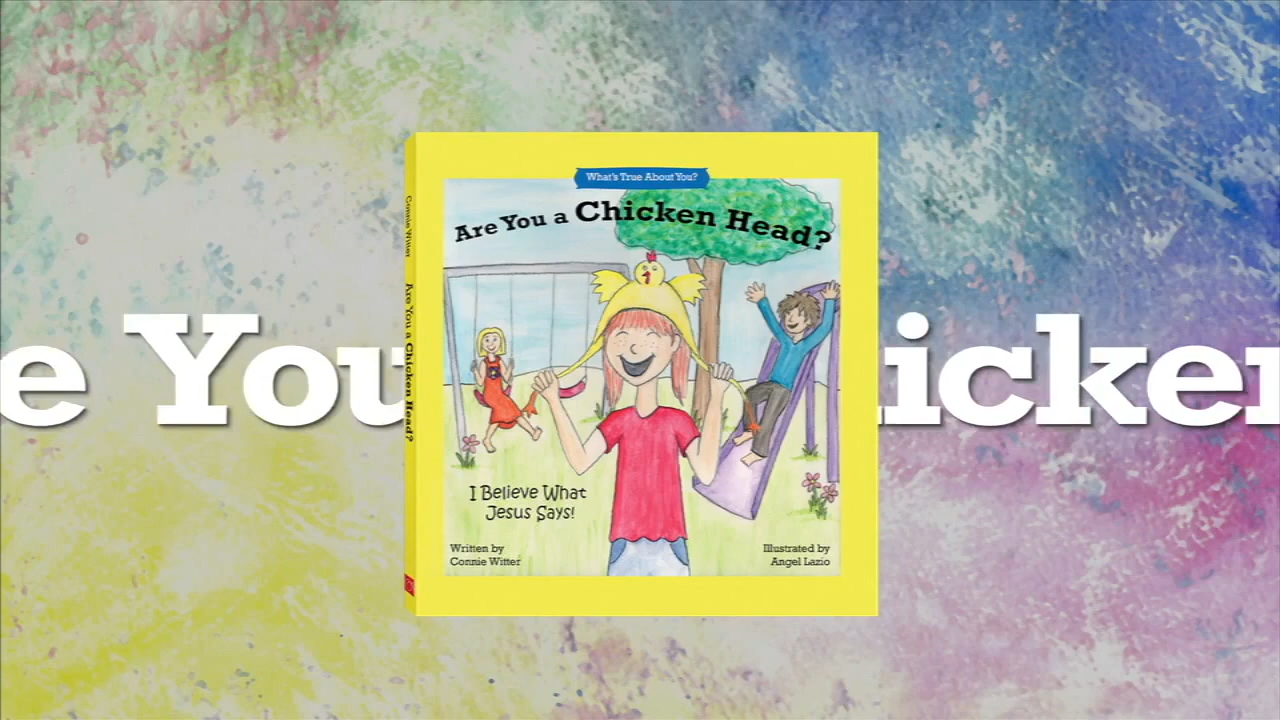 What's True About You?
Are You a Chicken Head?
e You
icken
Connie Witter
Are You a Chicken Head?
I Believe What
Jesus Says!
Written by
Connie Witter
Illustrated by
Angel Lazio